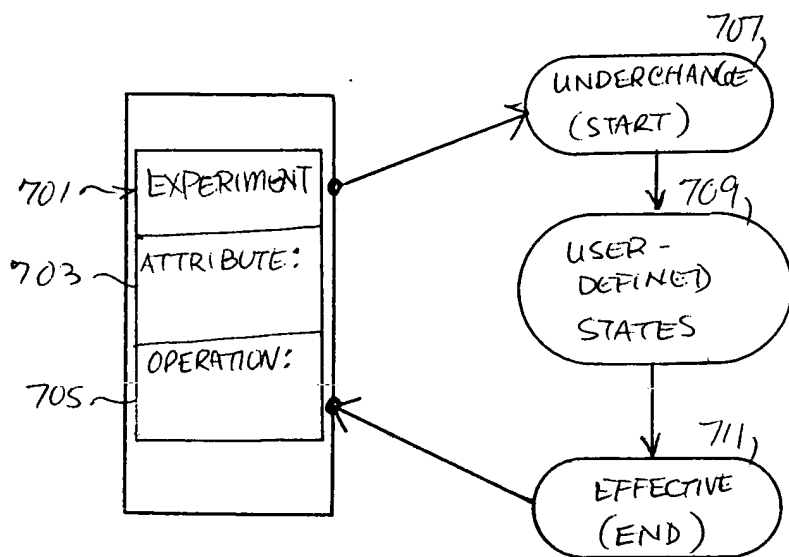 707
UNDERCHANGE
(START)
701
EXPERIMENT
709
703
ATTRIBUTE:
USER-
DEFINED
STATES
OPERATION:
705
711
EFFECTIVE
(END)